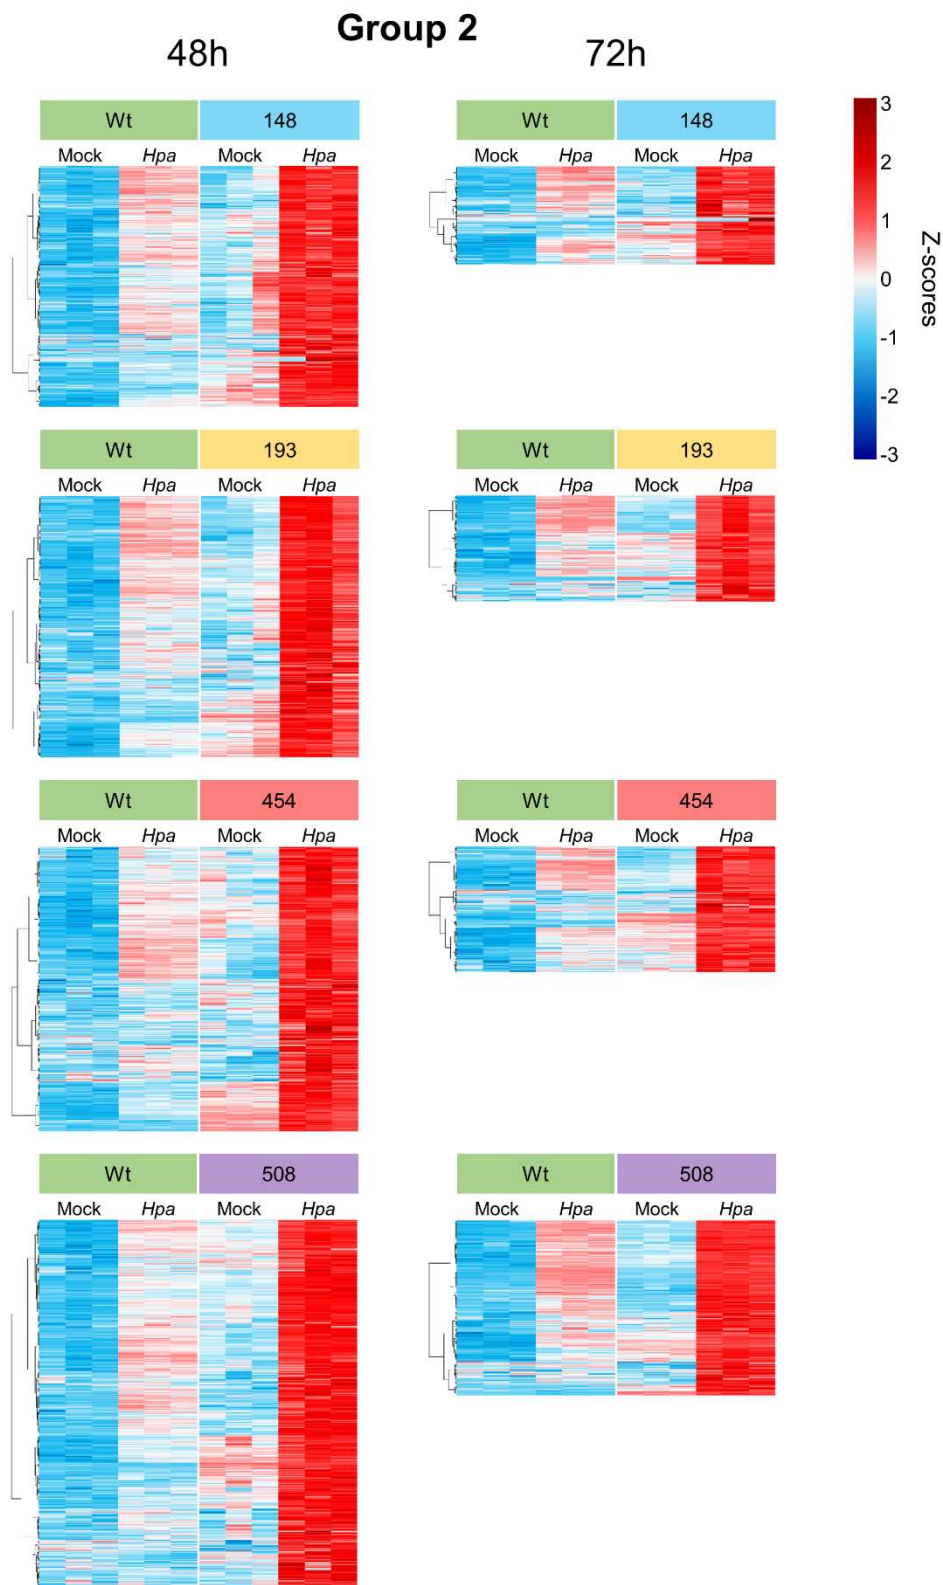 Group 2
48h 72h
Wt 148 Wt 148
Mock Hpa Mock Hpa Mock Hpa Mock Hpa
3
2
1
0
-1
-2
-3
Z-scores
Wt 193 Wt 193
Mock Hpa Mock Hpa Mock Hpa Mock Hpa
Wt 454 Wt 454
Mock Hpa Mock Hpa Mock Hpa Mock Hpa
Wt 508 Wt 508
Mock Hpa Mock Hpa Mock Hpa Mock Hpa